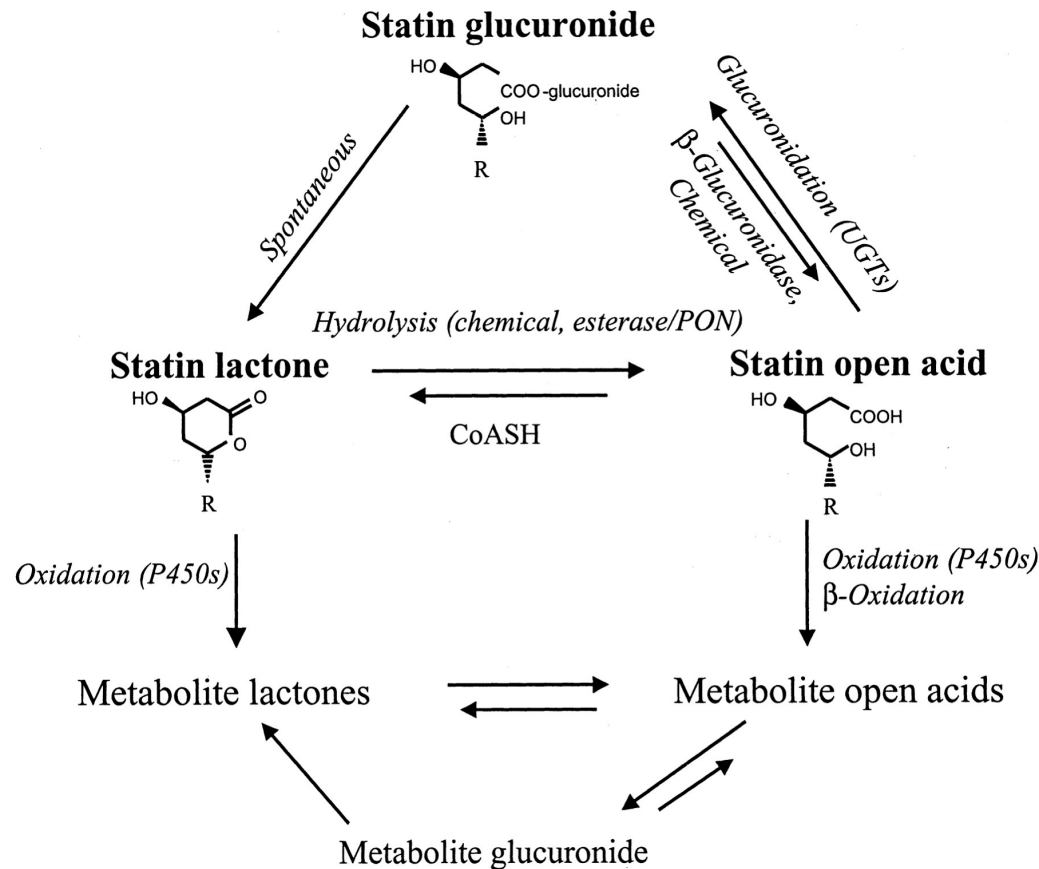 Statin glucuronide
HO
COO-glucuronide
OH
R
Spontaneous
Glucuronidation (UGTs)
β-Glucuronidase,
Chemical
Hydrolysis (chemical, esterase/PON)
Statin lactone
HO
O
O
R
CoASH
Statin open acid
HO
COOH
OH
R
Oxidation (P450s)
Oxidation (P450s)
β-Oxidation
Metabolite lactones
Metabolite open acids
Metabolite glucuronide